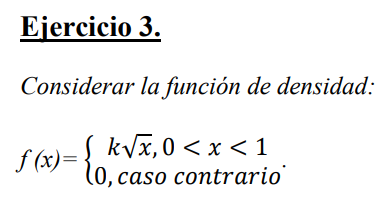 Ejercicio 3.
Considerar la función de densidad:
f (x)= { k√x, 0 < x < 1
0, caso contrario .